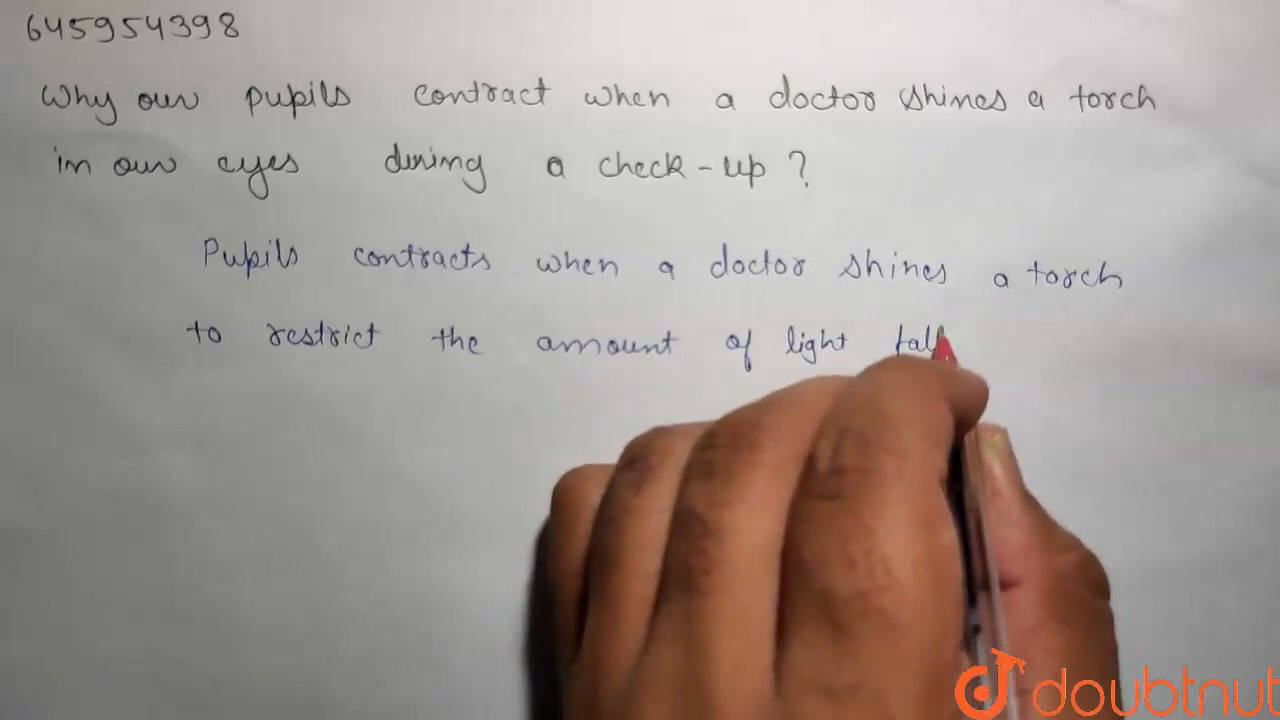 645954398
Why our pupils contract when a doctor shines a torch
in our eyes during a check-up?
Pupils contracts when a doctor shines a torch
to restrict the amount of light fall
doubtnut